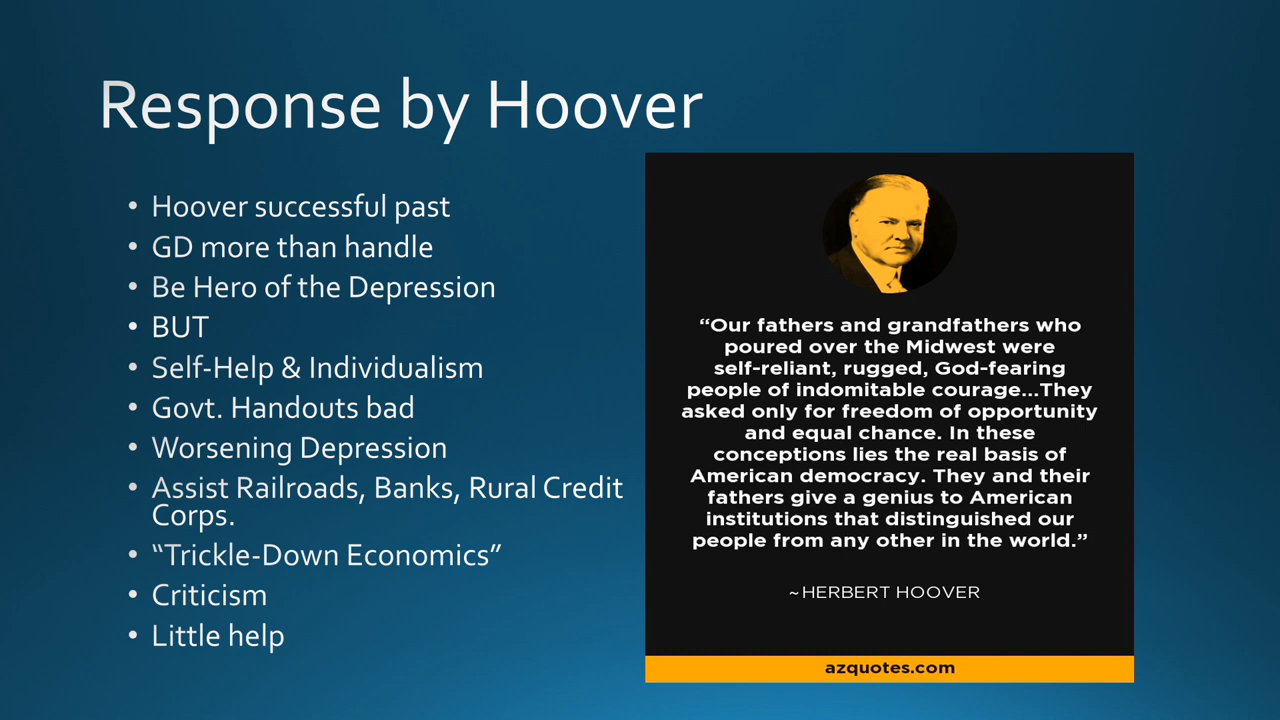 Response by Hoover
• Hoover successful past
• GD more than handle
• Be Hero of the Depression
• BUT
• Self-Help & Individualism
• Govt. Handouts bad
• Worsening Depression
• Assist Railroads, Banks, Rural Credit
Corps.
• “Trickle-Down Economics”
• Criticism
• Little help
“Our fathers and grandfathers who
poured over the Midwest were
self-reliant, rugged, God-fearing
people of indomitable courage...They
asked only for freedom of opportunity
and equal chance. In these
conceptions lies the real basis of
American democracy. They and their
fathers give a genius to American
institutions that distinguished our
people from any other in the world.”
~HERBERT HOOVER
azquotes.com